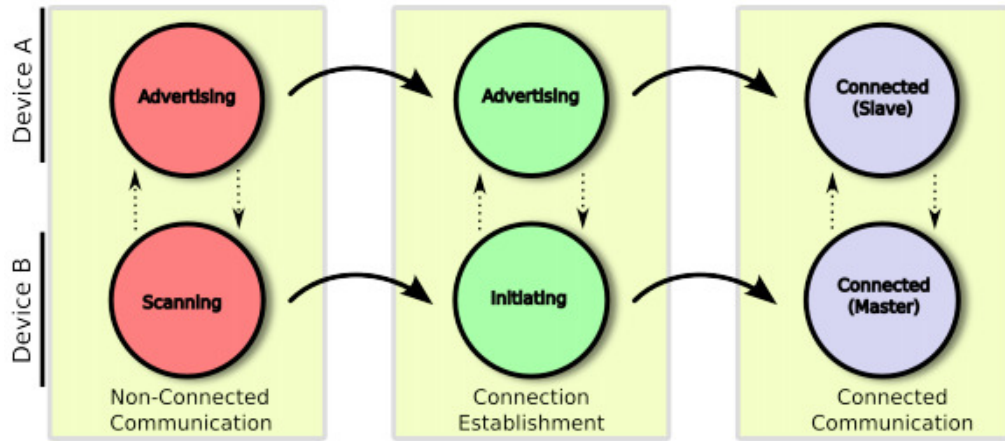 Device A
Advertising
Advertising
Connected
(Slave)
Device B
Scanning
Initiating
Connected
(Master)
Non-Connected
Communication
Connection
Establishment
Connected
Communication